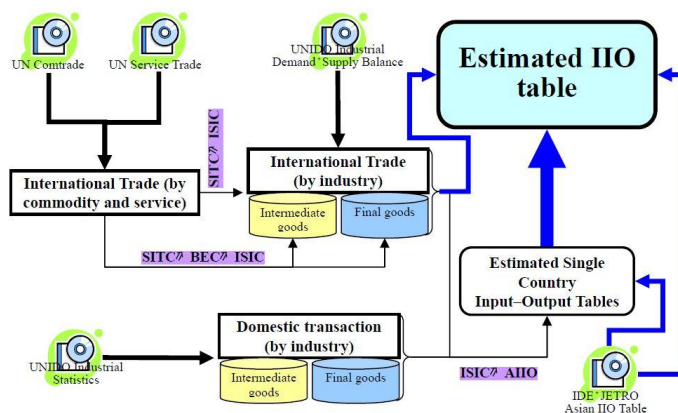 UN Comtrade
UN Service Trade
UNIDO Industrial
Demand*Supply Balance
Estimated IIO
table
SITC〃 ISIC
International Trade (by
commodity and service)
International Trade
(by industry)
Intermediate
goods
Final goods
SITC〃 BEC〃 ISIC
Estimated Single
Country
Input–Output Tables
Domestic transaction
(by industry)
Intermediate
goods
Final goods
UNIDO Industrial
Statistics
ISIC〃 AIIO
IDE*JETRO
Asian IIO Table